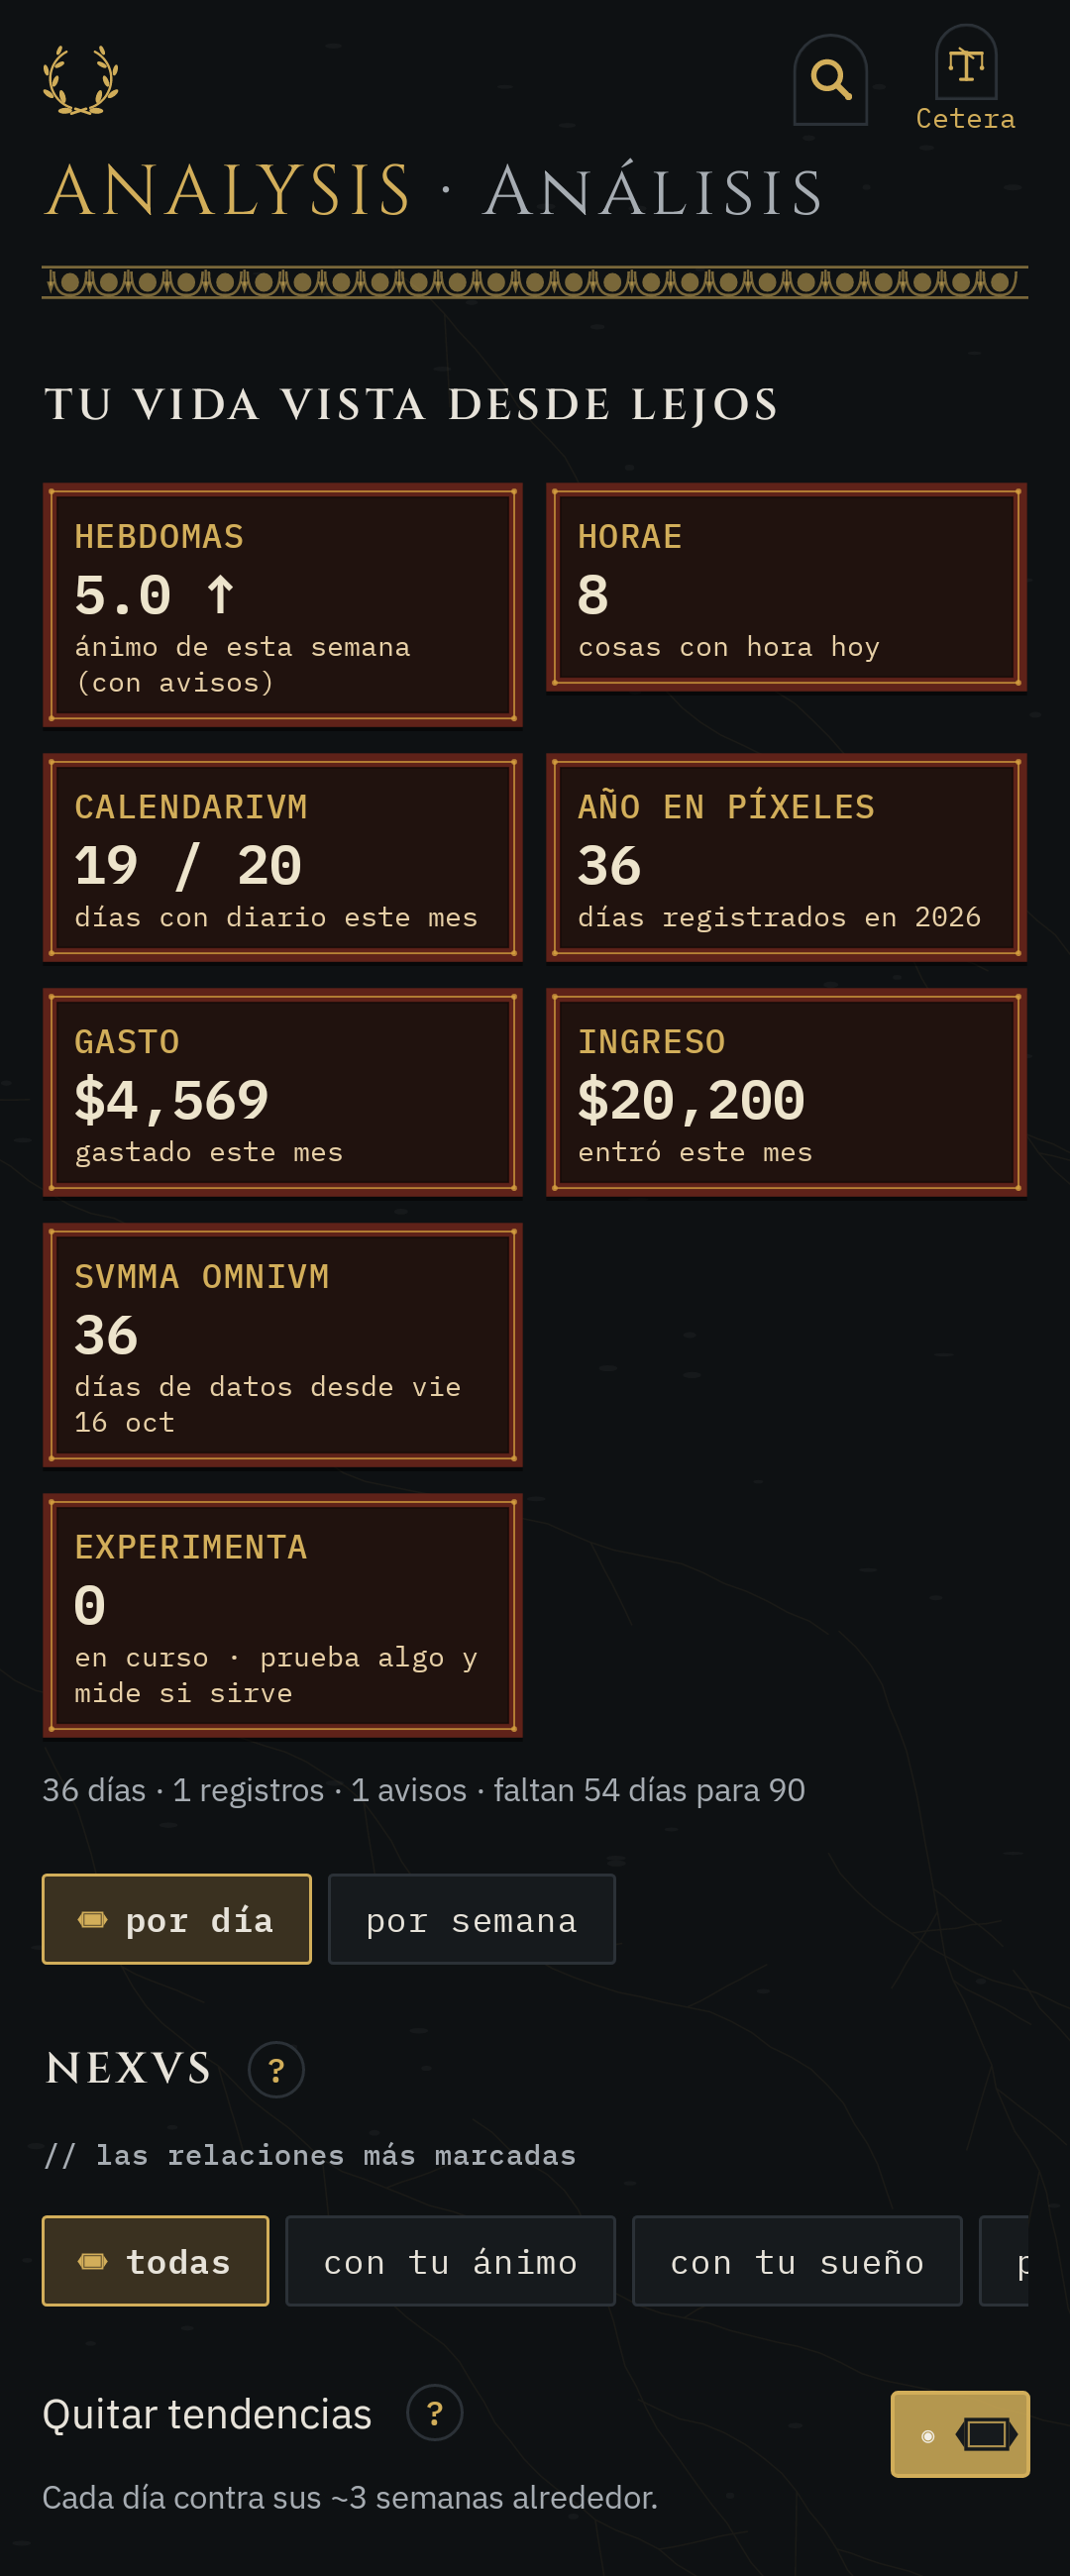 Cetera
ANALYSIS · ANÁLISIS
TU VIDA VISTA DESDE LEJOS
HEBDOMAS
5.0 ↑
ánimo de esta semana
(con avisos)
HORAE
8
cosas con hora hoy
CALENDARIVM
19 / 20
días con diario este mes
AÑO EN PÍXELES
36
días registrados en 2026
GASTO
$4,569
gastado este mes
INGRESO
$20,200
entró este mes
SVMMA OMNIVM
36
días de datos desde vie
16 oct
EXPERIMENTA
0
en curso · prueba algo y
mide si sirve
36 días · 1 registros · 1 avisos · faltan 54 días para 90
por día
por semana
NEXVS ?
// las relaciones más marcadas
todas
con tu ánimo
con tu sueño
Quitar tendencias ?
Cada día contra sus ~3 semanas alrededor.